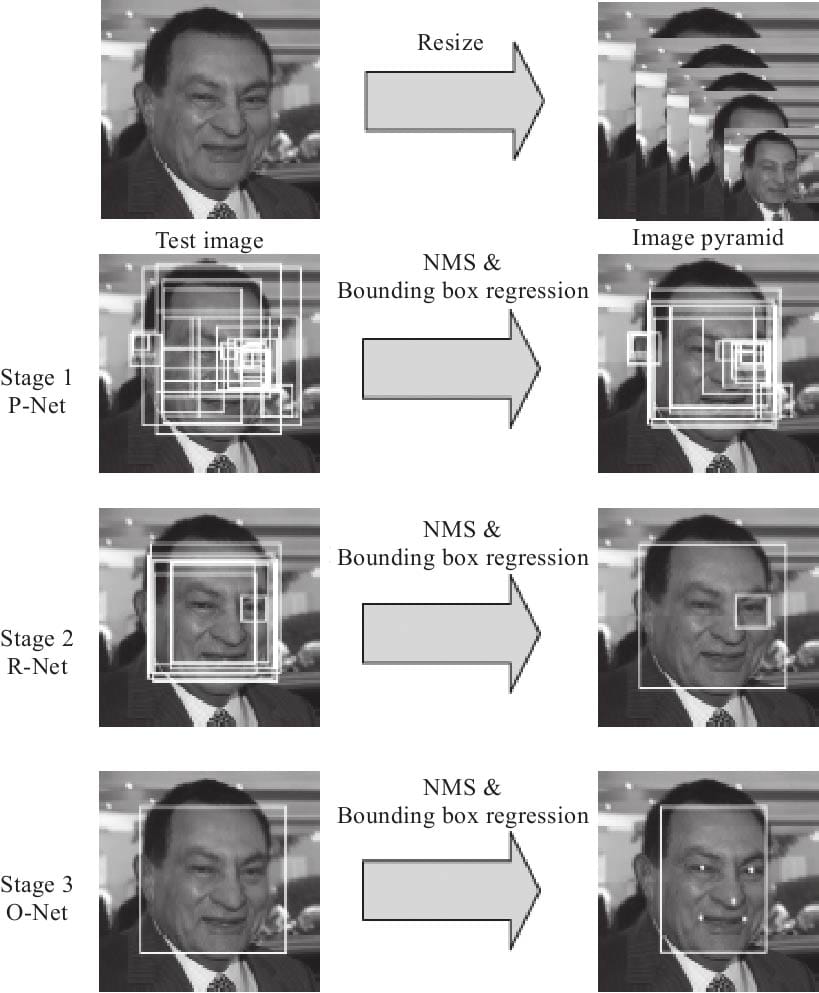 Resize
Test image
Image pyramid
NMS &
Bounding box regression
Stage 1
P-Net
NMS &
Bounding box regression
Stage 2
R-Net
NMS &
Bounding box regression
Stage 3
O-Net